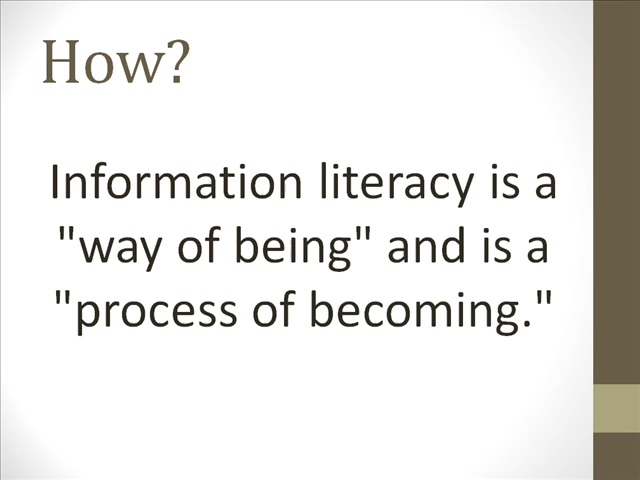 How?
Information literacy is a
"way of being" and is a
"process of becoming."